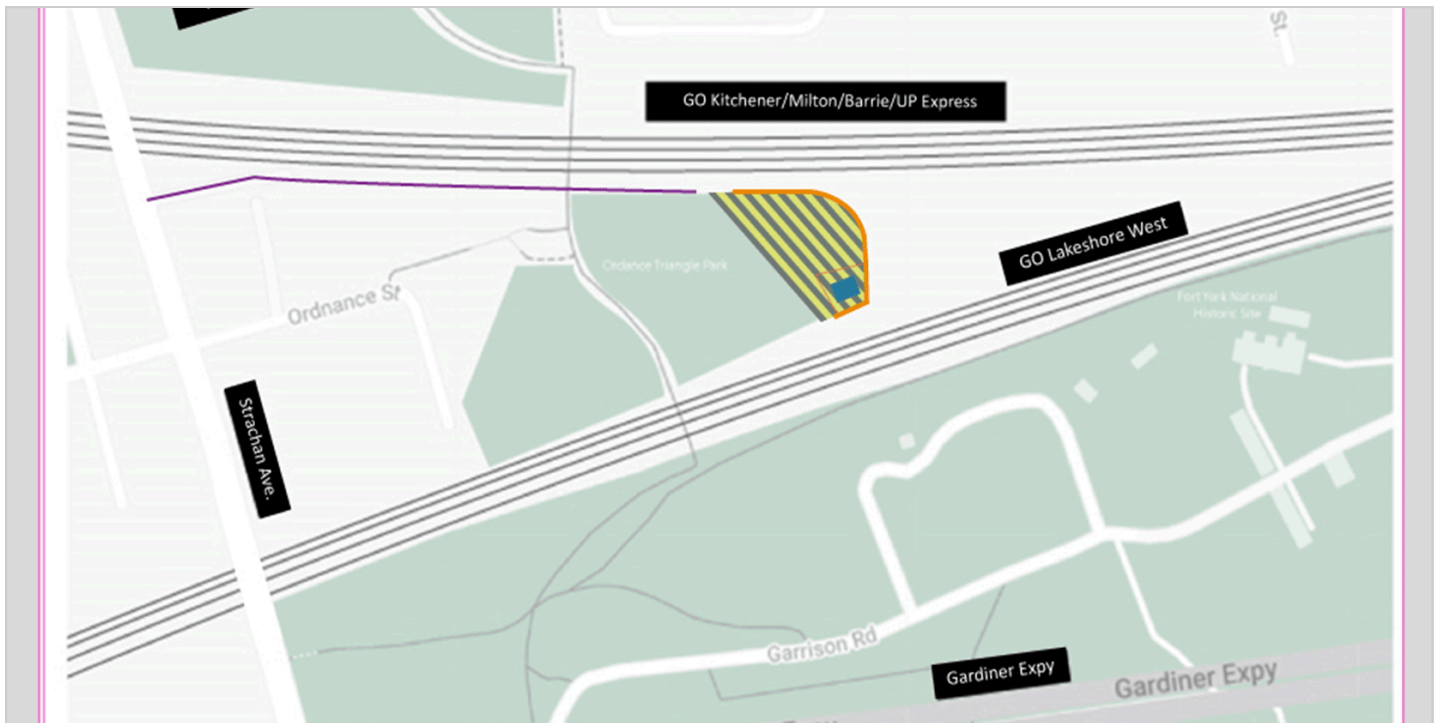 St.
GO Kitchener/Milton/Barrie/UP Express
GO Lakeshore West
Ordance Triangle Park
Ordnance St
Fort York National
Historic Site
Strachan Ave.
Garrison Rd
Gardiner Expy
Gardiner Expy